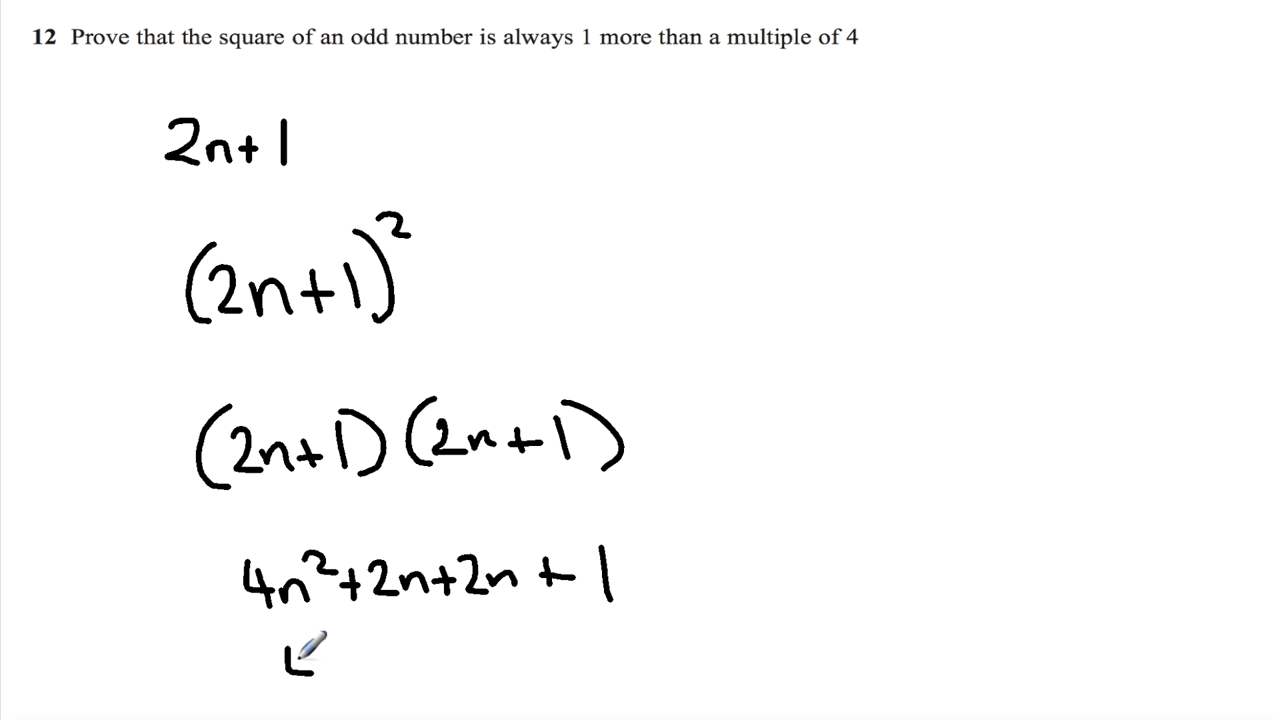 12 Prove that the square of an odd number is always 1 more than a multiple of 4
2n+1
(2n+1)²
(2n+1)(2n+1)
4n²+2n+2n+1